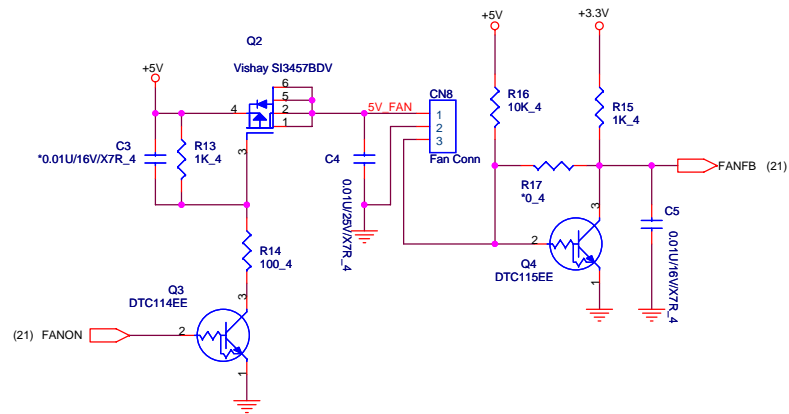 Q2
Vishay SI3457BDV
+5V
4
6
5
2
1
3
C3
*0.01U/16V/X7R_4
R13
1K_4
R14
100_4
Q3
DTC114EE
3
2
1
(21) FANON
5V_FAN
C4
0.01U/25V/X7R_4
CN8
1
2
3
Fan Conn
+5V
R16
10K_4
+3.3V
R15
1K_4
R17
*0_4
FANFB (21)
3
2
1
Q4
DTC115EE
C5
0.01U/16V/X7R_4